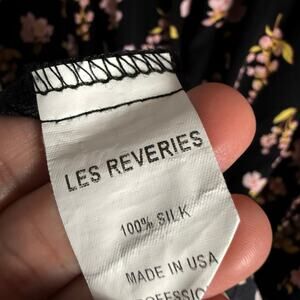 LES REVERIES
100% SILK
MADE IN USA